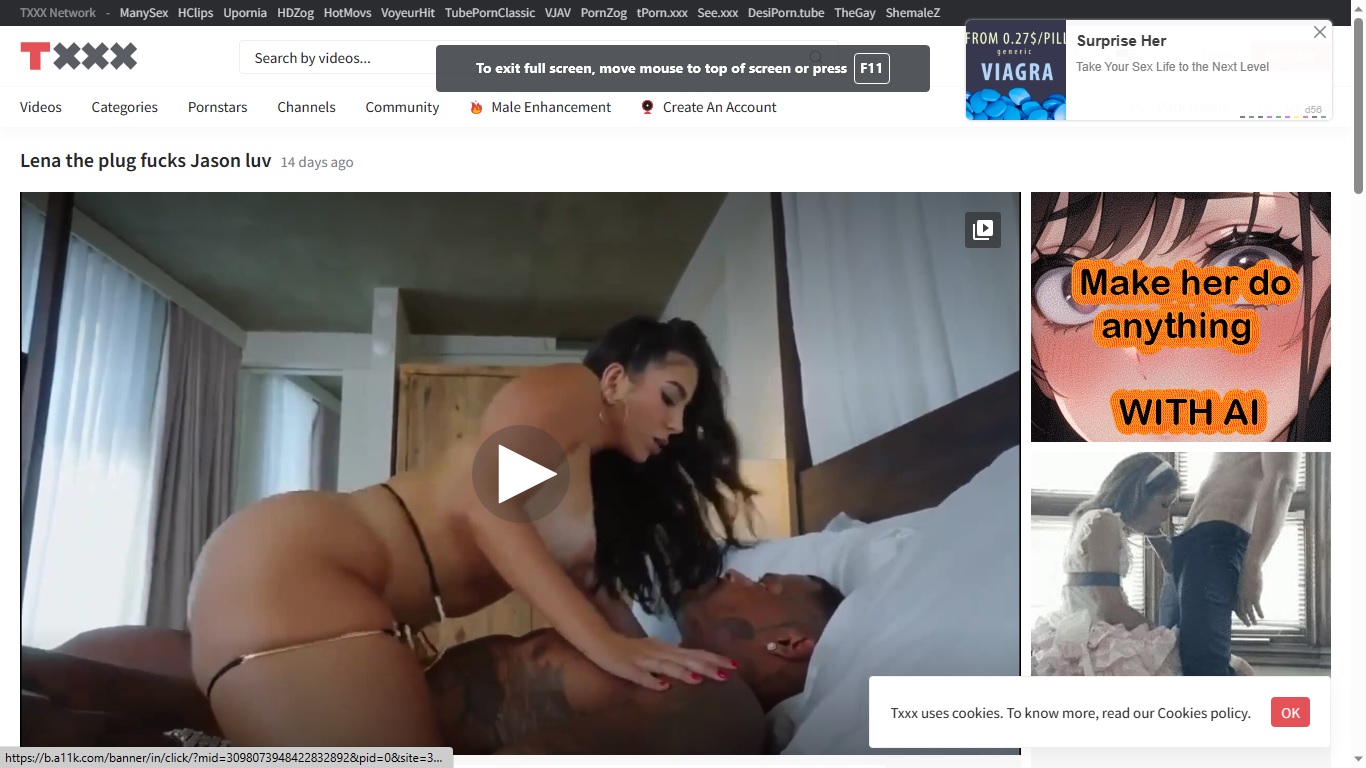 TXXX Network - ManySex HClips Upornia HDZog HotMovs VoyeurHit TubePornClassic VJAV PornZog tPorn.xxx See.xxx DesiPorn.tube TheGay ShemaleZ
TXXX
Search by videos...
To exit full screen, move mouse to top of screen or press F11
FROM 0.27$/PILL
generic
VIAGRA
Surprise Her
Take Your Sex Life to the Next Level
d56
Videos Categories Pornstars Channels Community Male Enhancement Create An Account
Lena the plug fucks Jason luv 14 days ago
Make her do
anything
WITH AI
Txxx uses cookies. To know more, read our Cookies policy. OK
https://b.a11k.com/banner/in/click/?mid=3098073948422832892&pid=0&site=3...